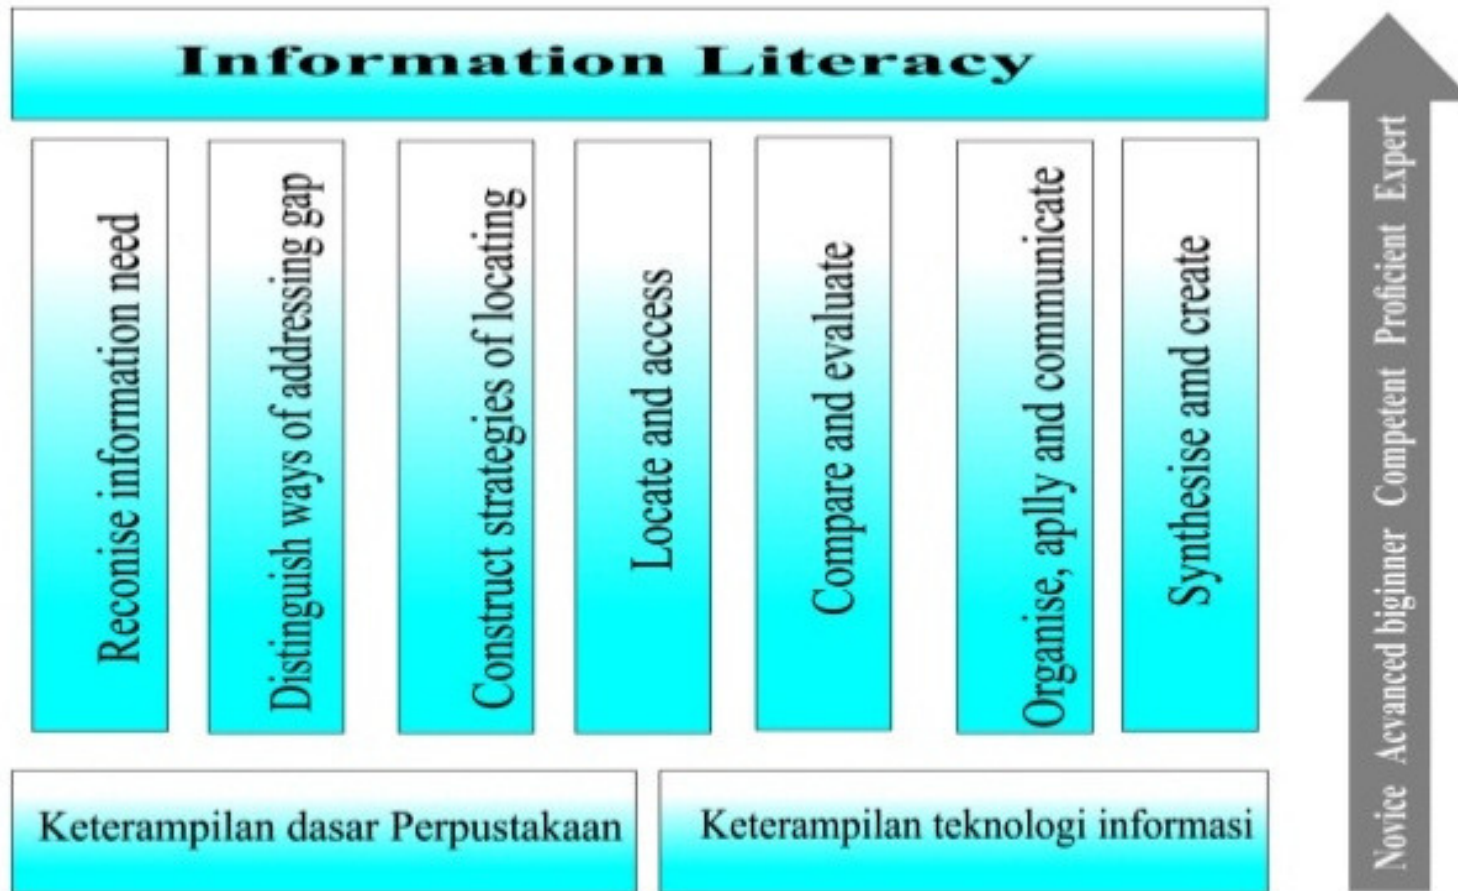 Information Literacy
Reconise information need
Distinguish ways of addressing gap
Construct strategies of locating
Locate and access
Compare and evaluate
Organise, aplly and communicate
Synthesise amd create
Keterampilan dasar Perpustakaan
Keterampilan teknologi informasi
Novice Acvanced biginner Competent Proficient Expert